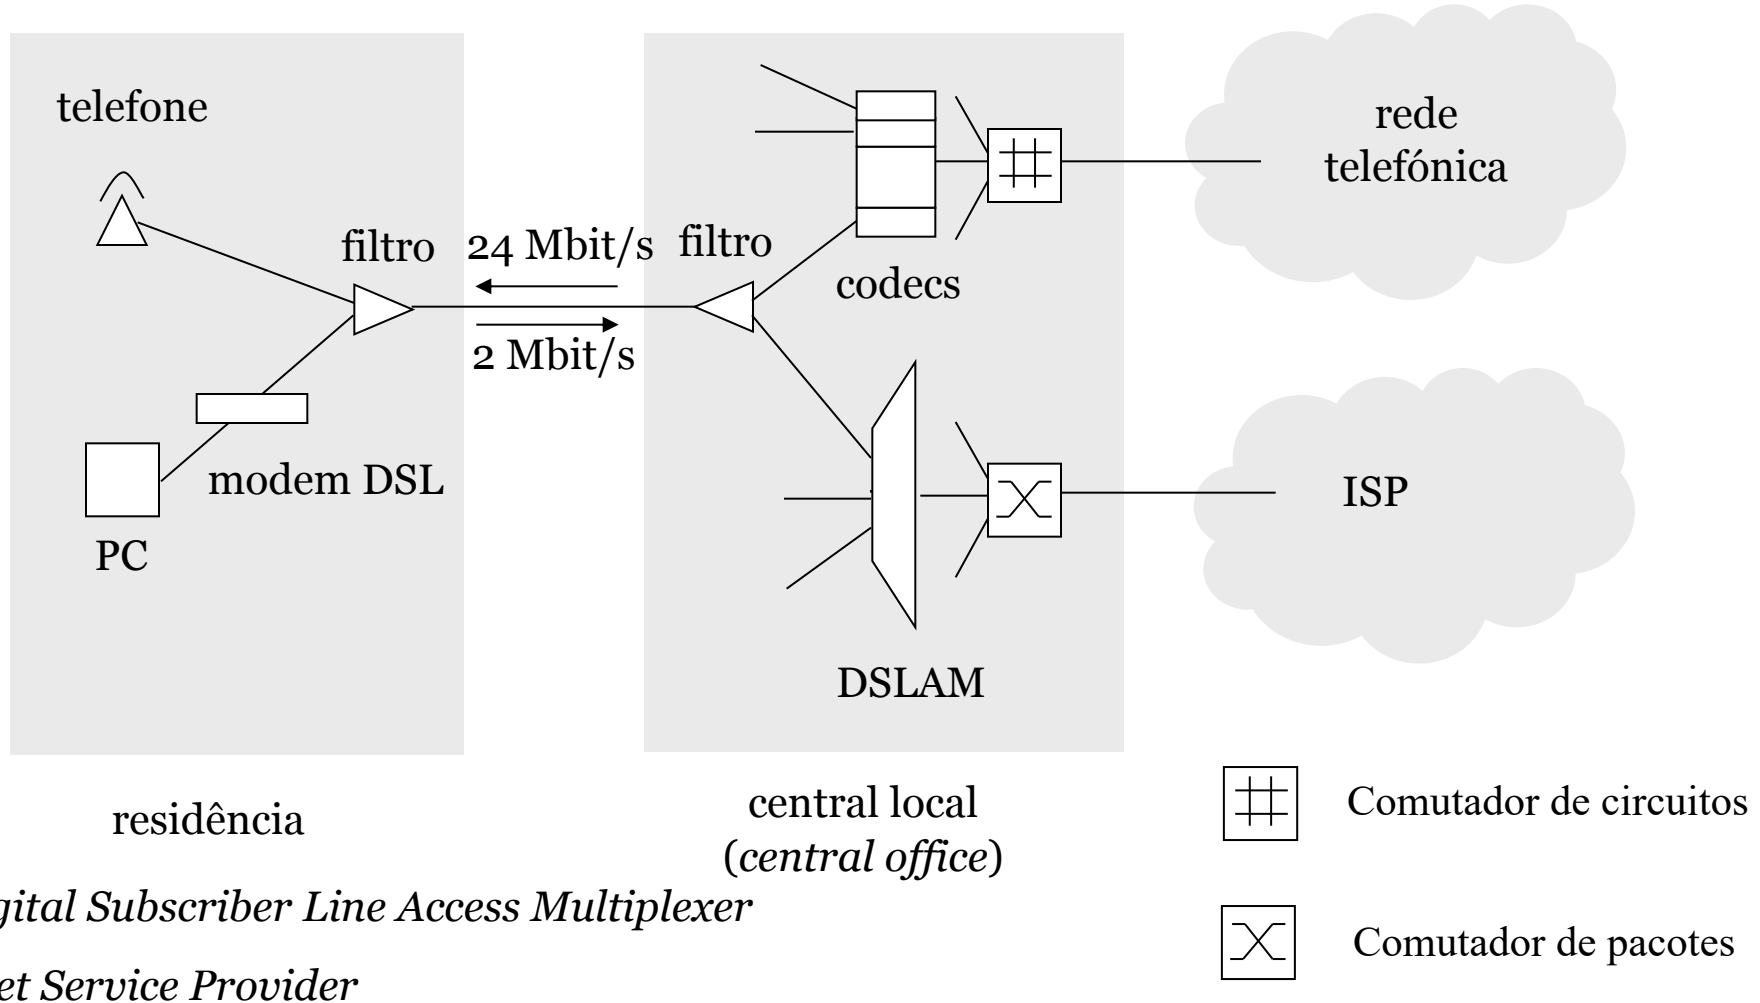 telefone
filtro
24 Mbit/s
2 Mbit/s
filtro
codecs
rede
telefónica
modem DSL
PC
ISP
DSLAM
residência
central local
(central office)
Comutador de circuitos
Subscriber Line Access Multiplexer
Comutador de pacotes
Service Provider